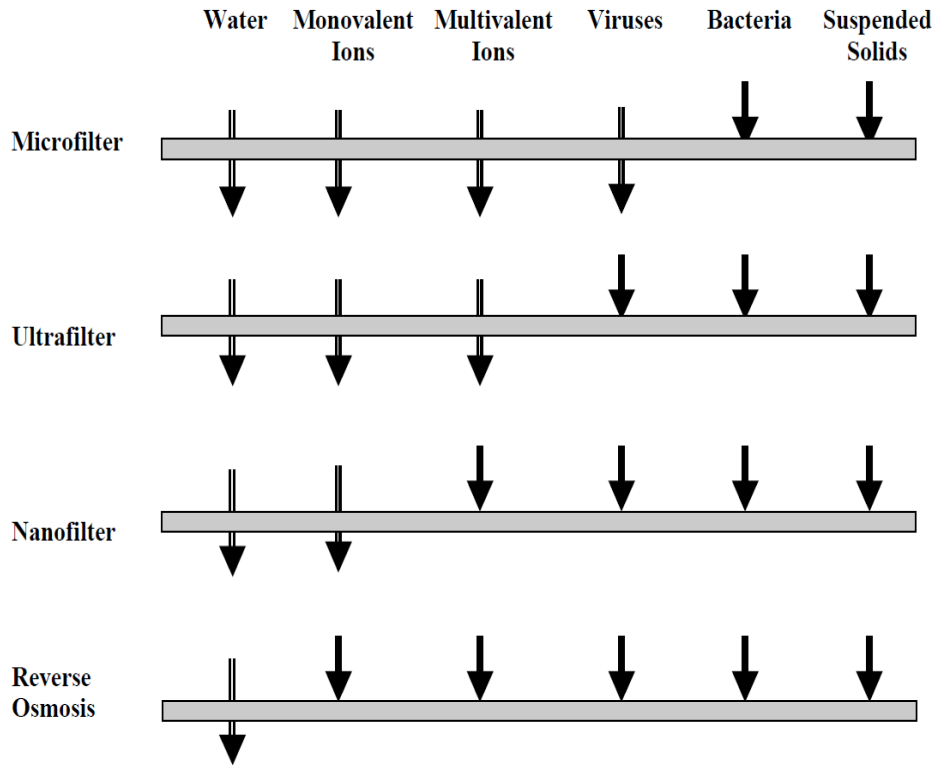 Water Monovalent Multivalent Viruses Bacteria Suspended
Ions Ions Solids
Microfilter
Ultrafilter
Nanofilter
Reverse
Osmosis